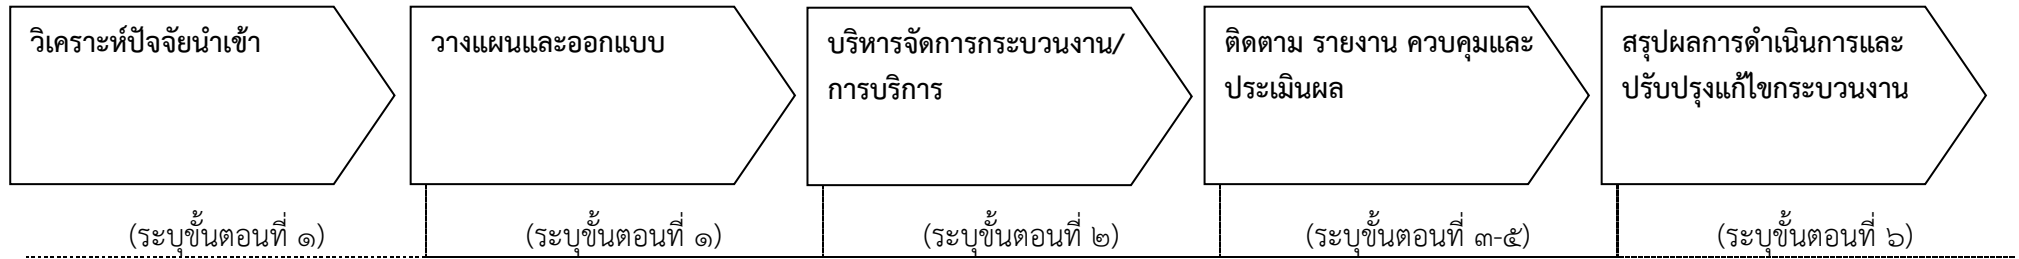 วิเคราะห์ปัจจัยนำเข้า
วางแผนและออกแบบ
บริหารจัดการกระบวนงาน/
การบริการ
ติดตาม รายงาน ควบคุมและ
ประเมินผล
สรุปผลการดำเนินการและ
ปรับปรุงแก้ไขกระบวนงาน
(ระบุขั้นตอนที่ ๑)
(ระบุขั้นตอนที่ ๑)
(ระบุขั้นตอนที่ ๒)
(ระบุขั้นตอนที่ ๓-๕)
(ระบุขั้นตอนที่ ๖)